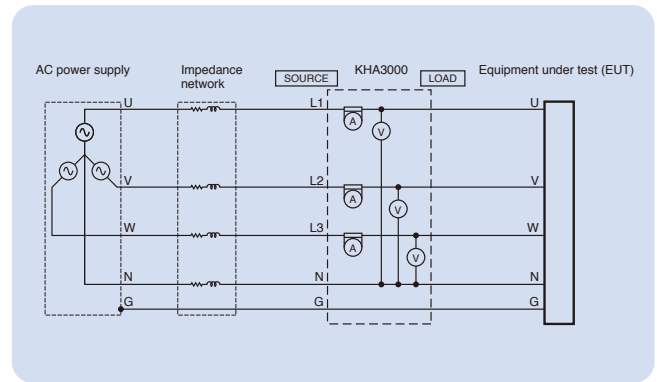 AC power supply
Impedance
network
SOURCE
KHA3000
LOAD
Equipment under test (EUT)
U
L1
U
A
V
V
L2
V
A
V
W
L3
W
A
V
N
N
N
G
G
G